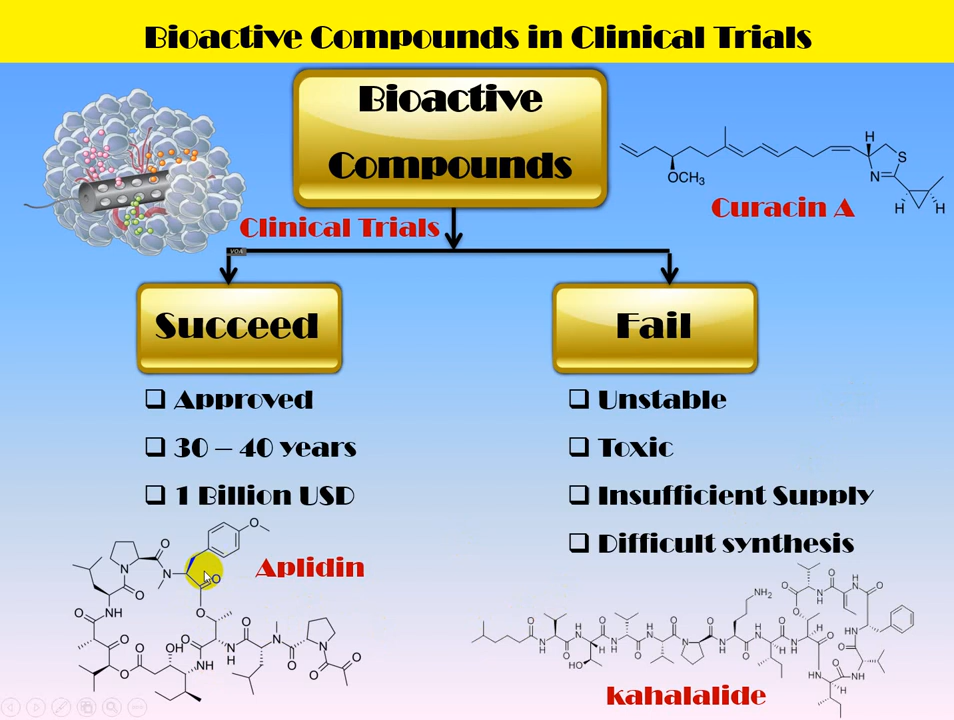 Bioactive Compounds in Clinical Trials
Bioactive
Compounds
Clinical Trials
Curacin A
H
S
N
OCH3
H
H
Succeed
Fail
❑ Approved
❑ 30 – 40 years
❑ 1 Billion USD
❑ Unstable
❑ Toxic
❑ Insufficient Supply
❑ Difficult synthesis
Aplidin
kahalalide